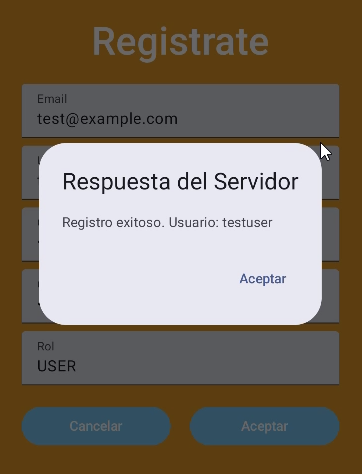 Registrate
Email
test@example.com
Respuesta del Servidor
Registro exitoso. Usuario: testuser
Aceptar
Rol
USER
Cancelar
Aceptar